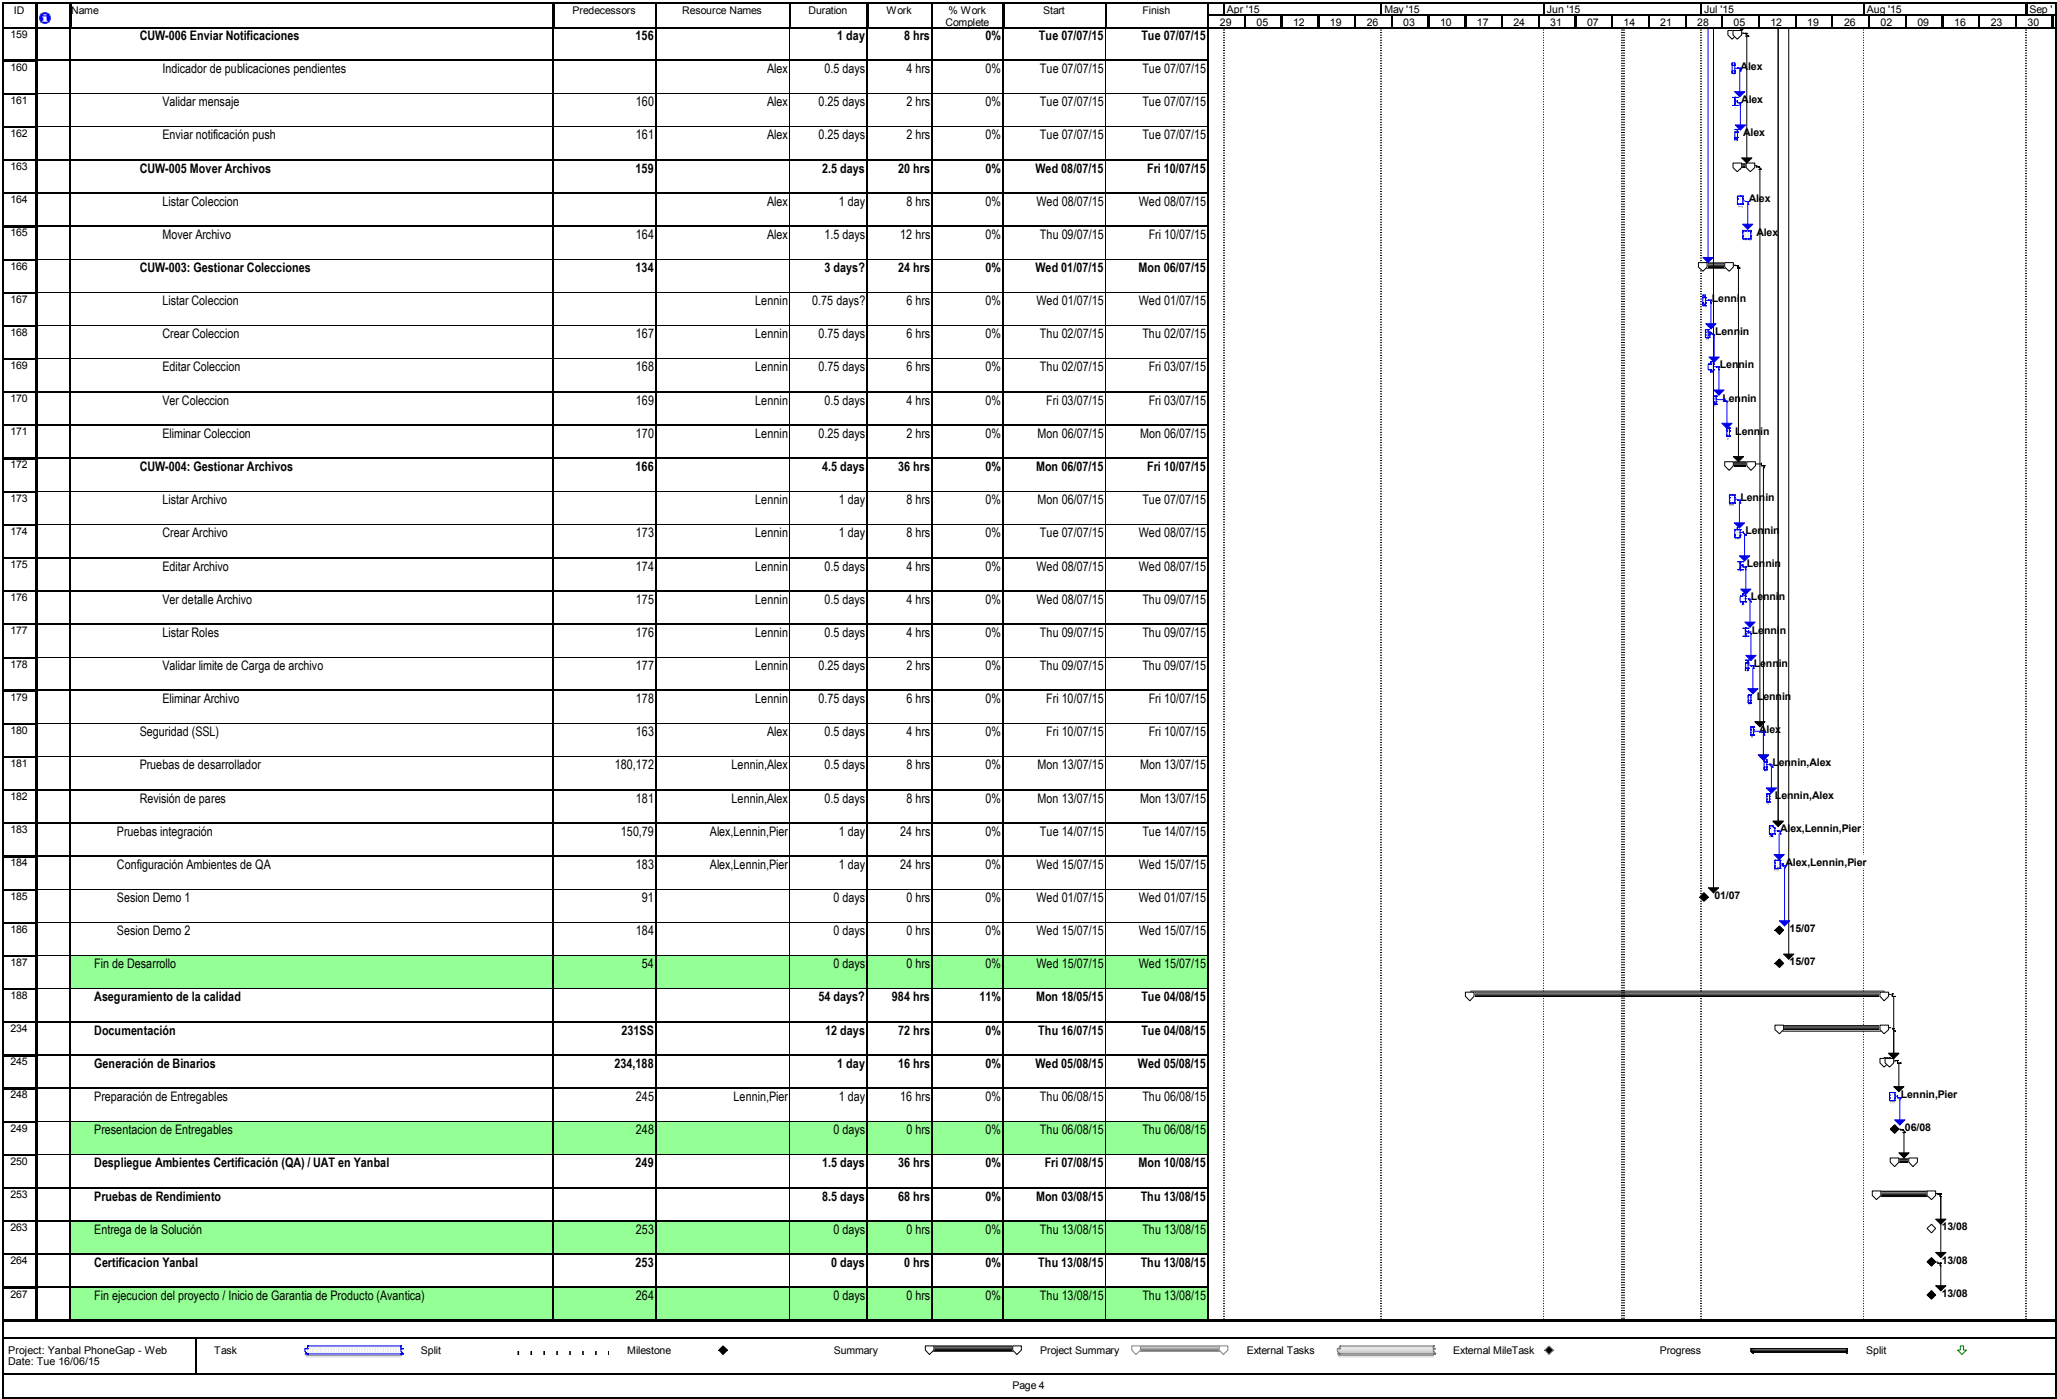 ID Name Predecessors Resource Names Duration Work % Work Complete Start Finish Apr '15 May '15 Jun '15 Jul '15 Aug '15 Sep '
29 05 12 19 26 03 10 17 24 31 07 14 21 28 05 12 19 26 02 09 16 23 30
159 CUW-006 Enviar Notificaciones 156 1 day 8 hrs 0% Tue 07/07/15 Tue 07/07/15
160 Indicador de publicaciones pendientes Alex 0.5 days 4 hrs 0% Tue 07/07/15 Tue 07/07/15 Alex
161 Validar mensaje 160 Alex 0.25 days 2 hrs 0% Tue 07/07/15 Tue 07/07/15 Alex
162 Enviar notificación push 161 Alex 0.25 days 2 hrs 0% Tue 07/07/15 Tue 07/07/15 Alex
163 CUW-005 Mover Archivos 159 2.5 days 20 hrs 0% Wed 08/07/15 Fri 10/07/15
164 Listar Coleccion Alex 1 day 8 hrs 0% Wed 08/07/15 Wed 08/07/15 Alex
165 Mover Archivo 164 Alex 1.5 days 12 hrs 0% Thu 09/07/15 Fri 10/07/15 Alex
166 CUW-003: Gestionar Colecciones 134 3 days? 24 hrs 0% Wed 01/07/15 Mon 06/07/15
167 Listar Coleccion Lennin 0.75 days? 6 hrs 0% Wed 01/07/15 Wed 01/07/15 Lennin
168 Crear Coleccion 167 Lennin 0.75 days 6 hrs 0% Thu 02/07/15 Thu 02/07/15 Lennin
169 Editar Coleccion 168 Lennin 0.75 days 6 hrs 0% Thu 02/07/15 Fri 03/07/15 Lennin
170 Ver Coleccion 169 Lennin 0.5 days 4 hrs 0% Fri 03/07/15 Fri 03/07/15 Lennin
171 Eliminar Coleccion 170 Lennin 0.25 days 2 hrs 0% Mon 06/07/15 Mon 06/07/15 Lennin
172 CUW-004: Gestionar Archivos 166 4.5 days 36 hrs 0% Mon 06/07/15 Fri 10/07/15
173 Listar Archivo Lennin 1 day 8 hrs 0% Mon 06/07/15 Tue 07/07/15 Lennin
174 Crear Archivo 173 Lennin 1 day 8 hrs 0% Tue 07/07/15 Wed 08/07/15 Lennin
175 Editar Archivo 174 Lennin 0.5 days 4 hrs 0% Wed 08/07/15 Wed 08/07/15 Lennin
176 Ver detalle Archivo 175 Lennin 0.5 days 4 hrs 0% Wed 08/07/15 Thu 09/07/15 Lennin
177 Listar Roles 176 Lennin 0.5 days 4 hrs 0% Thu 09/07/15 Thu 09/07/15 Lennin
178 Validar limite de Carga de archivo 177 Lennin 0.25 days 2 hrs 0% Thu 09/07/15 Thu 09/07/15 Lennin
179 Eliminar Archivo 178 Lennin 0.75 days 6 hrs 0% Fri 10/07/15 Fri 10/07/15 Lennin
180 Seguridad (SSL) 163 Alex 0.5 days 4 hrs 0% Fri 10/07/15 Fri 10/07/15 Alex
181 Pruebas de desarrollador 180,172 Lennin,Alex 0.5 days 8 hrs 0% Mon 13/07/15 Mon 13/07/15 Lennin,Alex
182 Revisión de pares 181 Lennin,Alex 0.5 days 8 hrs 0% Mon 13/07/15 Mon 13/07/15 Lennin,Alex
183 Pruebas integración 150,79 Alex,Lennin,Pier 1 day 24 hrs 0% Tue 14/07/15 Tue 14/07/15 Alex,Lennin,Pier
184 Configuración Ambientes de QA 183 Alex,Lennin,Pier 1 day 24 hrs 0% Wed 15/07/15 Wed 15/07/15 Alex,Lennin,Pier
185 Sesion Demo 1 91 0 days 0 hrs 0% Wed 01/07/15 Wed 01/07/15 01/07
186 Sesion Demo 2 184 0 days 0 hrs 0% Wed 15/07/15 Wed 15/07/15 15/07
187 Fin de Desarrollo 54 0 days 0 hrs 0% Wed 15/07/15 Wed 15/07/15 15/07
188 Aseguramiento de la calidad 54 days? 984 hrs 11% Mon 18/05/15 Tue 04/08/15
234 Documentación 231SS 12 days 72 hrs 0% Thu 16/07/15 Tue 04/08/15
245 Generación de Binarios 234,188 1 day 16 hrs 0% Wed 05/08/15 Wed 05/08/15
248 Preparación de Entregables 245 Lennin,Pier 1 day 16 hrs 0% Thu 06/08/15 Thu 06/08/15 Lennin,Pier
249 Presentacion de Entregables 248 0 days 0 hrs 0% Thu 06/08/15 Thu 06/08/15 06/08
250 Despliegue Ambientes Certificación (QA) / UAT en Yanbal 249 1.5 days 36 hrs 0% Fri 07/08/15 Mon 10/08/15
253 Pruebas de Rendimiento 8.5 days 68 hrs 0% Mon 03/08/15 Thu 13/08/15
263 Entrega de la Solución 253 0 days 0 hrs 0% Thu 13/08/15 Thu 13/08/15 13/08
264 Certificacion Yanbal 253 0 days 0 hrs 0% Thu 13/08/15 Thu 13/08/15 13/08
267 Fin ejecucion del proyecto / Inicio de Garantia de Producto (Avantica) 264 0 days 0 hrs 0% Thu 13/08/15 Thu 13/08/15 13/08
Project: Yanbal PhoneGap - Web
Date: Tue 16/06/15
Task Split Milestone Summary Project Summary External Tasks External MileTask Progress Split
Page 4